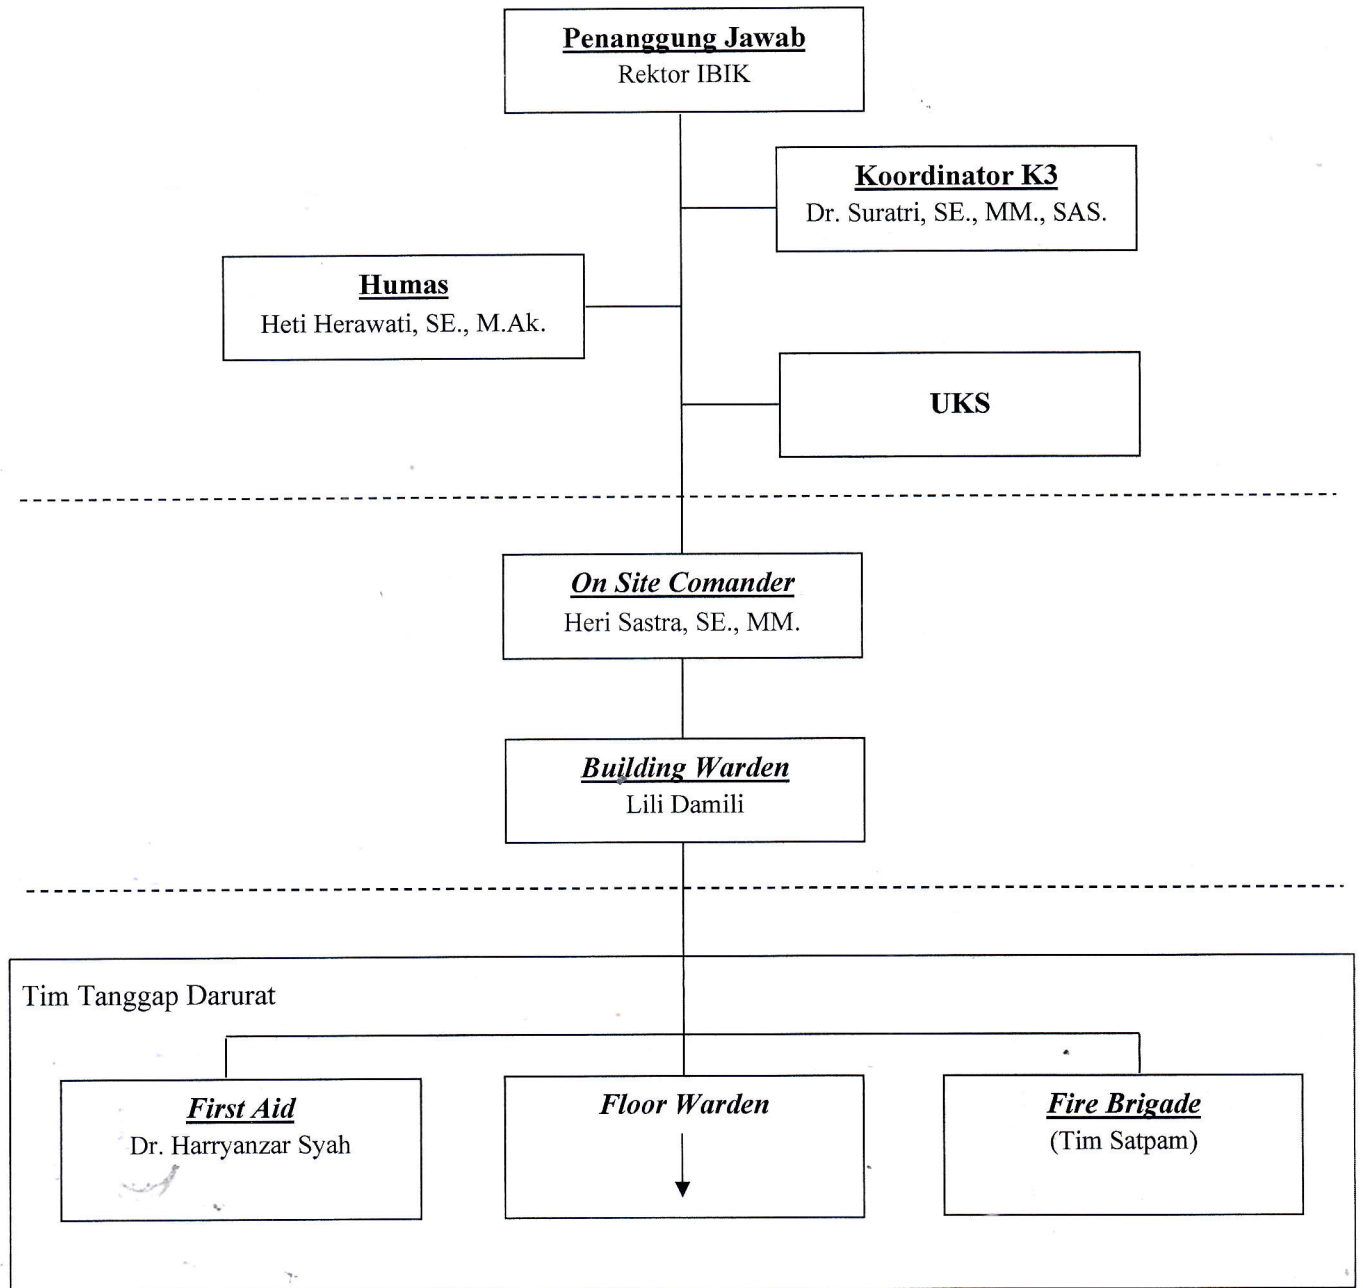 Penanggung Jawab
Rektor IBIK
Koordinator K3
Dr. Suratri, SE., MM., SAS.
Humas
Heti Herawati, SE., M.Ak.
UKS
On Site Comander
Heri Sastra, SE., MM.
Building Warden
Lili Damili
Tim Tanggap Darurat
First Aid
Dr. Harryanzar Syah
Floor Warden
Fire Brigade
(Tim Satpam)